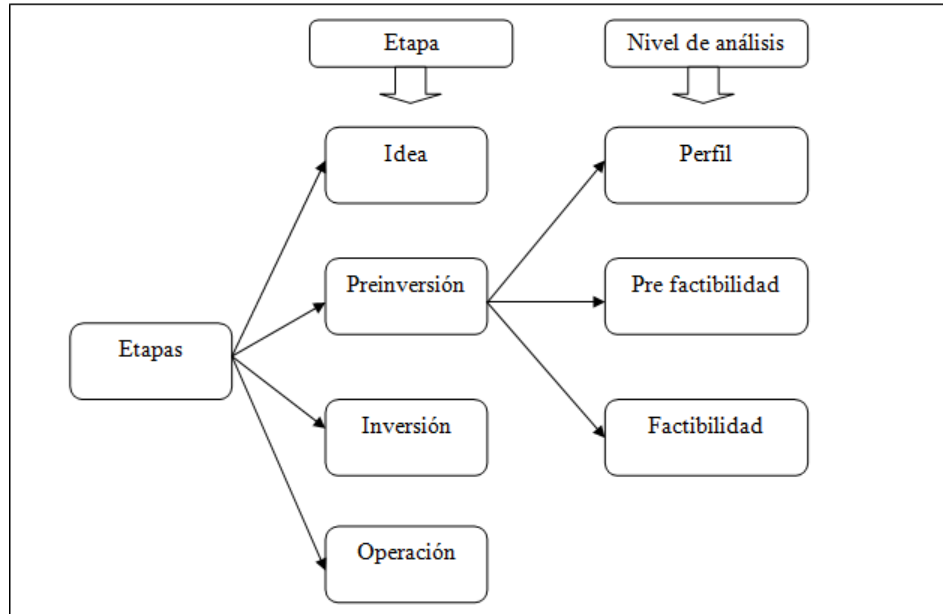 Etapa
Nivel de análisis
Idea
Perfil
Preinversión
Pre factibilidad
Etapas
Inversión
Factibilidad
Operación